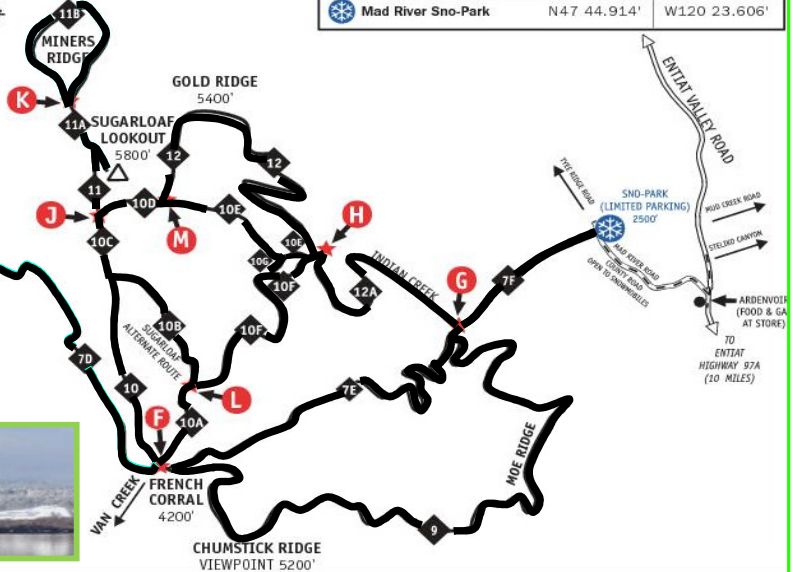 Mad River Sno-Park N47 44.914' W120 23.606'
11B
MINERS
RIDGE
K
11A
SUGARLOAF
LOOKOUT
5800'
GOLD RIDGE
5400'
12
12
11
J
10D
M
10E
10E
H
10C
10G
10F
12A
INDIAN CREEK
G
7F
ENTIAT VALLEY ROAD
TYEE RIDGE ROAD
SNO-PARK
(LIMITED PARKING)
2500'
MUD CREEK ROAD
STELIKO CANYON
MAD RIVER ROAD
COUNTY ROAD
OPEN TO SNOWMOBILES
ARDENVOIR
(FOOD & GA
AT STORE)
TO
ENTIAT
HIGHWAY 97A
(10 MILES)
10B
SUGARLOAF
ALTERNATE ROUTE
10F
7D
10
L
7E
F
10A
MOE RIDGE
FRENCH
CORRAL
4200'
VAN CREEK
9
CHUMSTICK RIDGE
VIEWPOINT 5200'